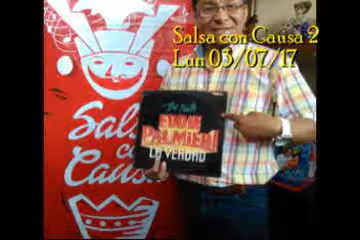 Salsa con Causa 2
Lun 03/07/17
Salsa
con
Causa
EDDIE
PALMIERI
LA VERDAD